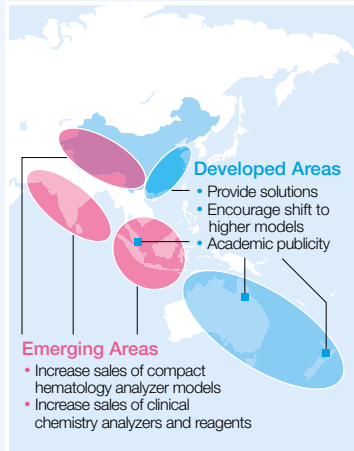 Developed Areas
• Provide solutions
• Encourage shift to
higher models
• Academic publicity
Emerging Areas
• Increase sales of compact
hematology analyzer models
• Increase sales of clinical
chemistry analyzers and reagents